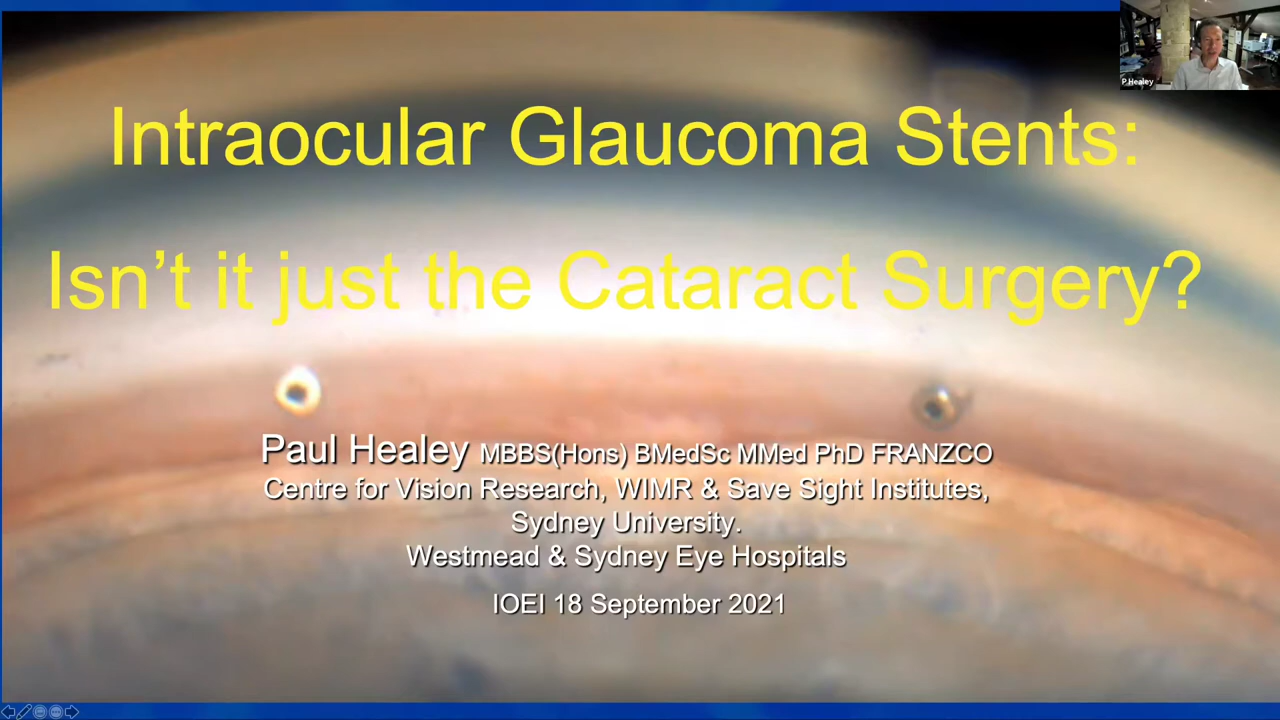 P Healey
Intraocular Glaucoma Stents:
Isn’t it just the Cataract Surgery?
Paul Healey MBBS(Hons) BMedSc MMed PhD FRANZCO
Centre for Vision Research, WIMR & Save Sight Institutes,
Sydney University.
Westmead & Sydney Eye Hospitals
IOEI 18 September 2021